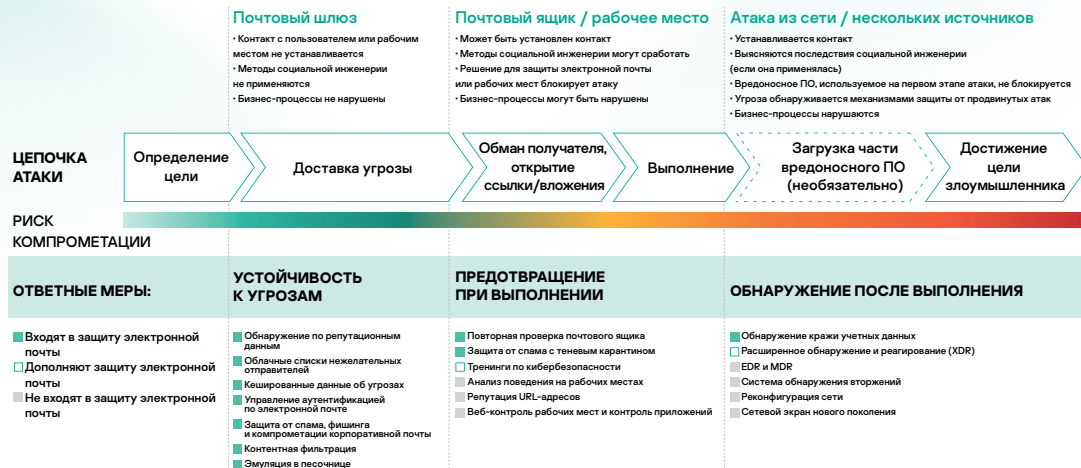 Почтовый шлюз
• Контакт с пользователем или рабочим
местом не устанавливается
• Методы социальной инженерии
не применяются
• Бизнес-процессы не нарушены
Почтовый ящик / рабочее место
• Может быть установлен контакт
• Методы социальной инженерии могут сработать
• Решение для защиты электронной почты
или рабочих мест блокирует атаку
• Бизнес-процессы могут быть нарушены
Атака из сети / нескольких источников
• Устанавливается контакт
• Выясняются последствия социальной инженерии
(если она применялась)
• Вредоносное ПО, используемое на первом этапе атаки, не блокируется
• Угроза обнаруживается механизмами защиты от продвинутых атак
• Бизнес-процессы нарушаются
ЦЕПОЧКА
АТАКИ
Определение
цели
Доставка угрозы
Обман получателя,
открытие
ссылки/вложения
Выполнение
Загрузка части
вредоносного ПО
(необязательно)
Достижение
цели
злоумышленника
РИСК
КОМПРОМЕТАЦИИ
ОТВЕТНЫЕ МЕРЫ:
УСТОЙЧИВОСТЬ
К УГРОЗАМ
ПРЕДОТВРАЩЕНИЕ
ПРИ ВЫПОЛНЕНИИ
ОБНАРУЖЕНИЕ ПОСЛЕ ВЫПОЛНЕНИЯ
Входят в защиту электронной
почты
Дополняют защиту электронной
почты
Не входят в защиту электронной
почты
Обнаружение по репутационным
данным
Облачные списки нежелательных
отправителей
Кешированные данные об угрозах
Управление аутентификацией
по электронной почте
Защита от спама, фишинга
и компрометации корпоративной почты
Контентная фильтрация
Эмуляция в песочнице
Повторная проверка почтового ящика
Защита от спама с теневым карантином
Тренинги по кибербезопасности
Анализ поведения на рабочих местах
Репутация URL-адресов
Веб-контроль рабочих мест и контроль приложений
Обнаружение кражи учетных данных
Расширенное обнаружение и реагирование (XDR)
EDR и MDR
Система обнаружения вторжений
Реконфигурация сети
Сетевой экран нового поколения